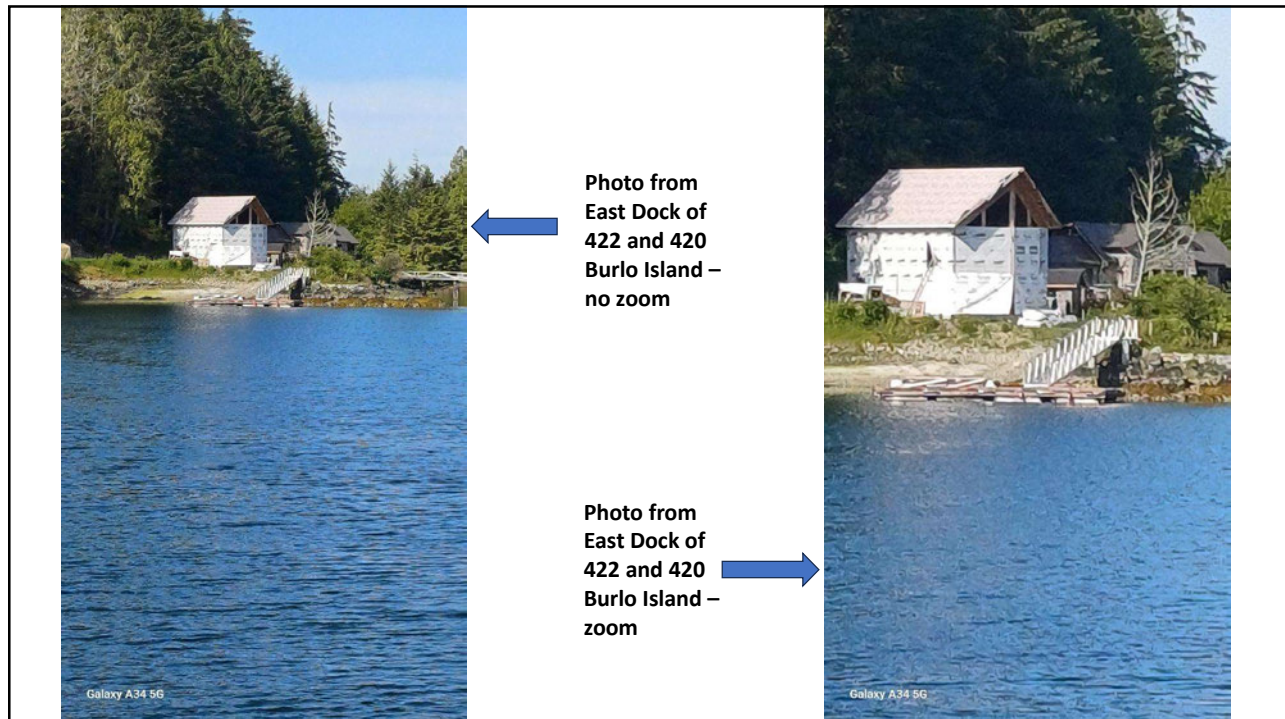 Photo from
East Dock of
422 and 420
Burlo Island –
no zoom
Photo from
East Dock of
422 and 420
Burlo Island –
zoom
Galaxy A34 5G
Galaxy A34 5G